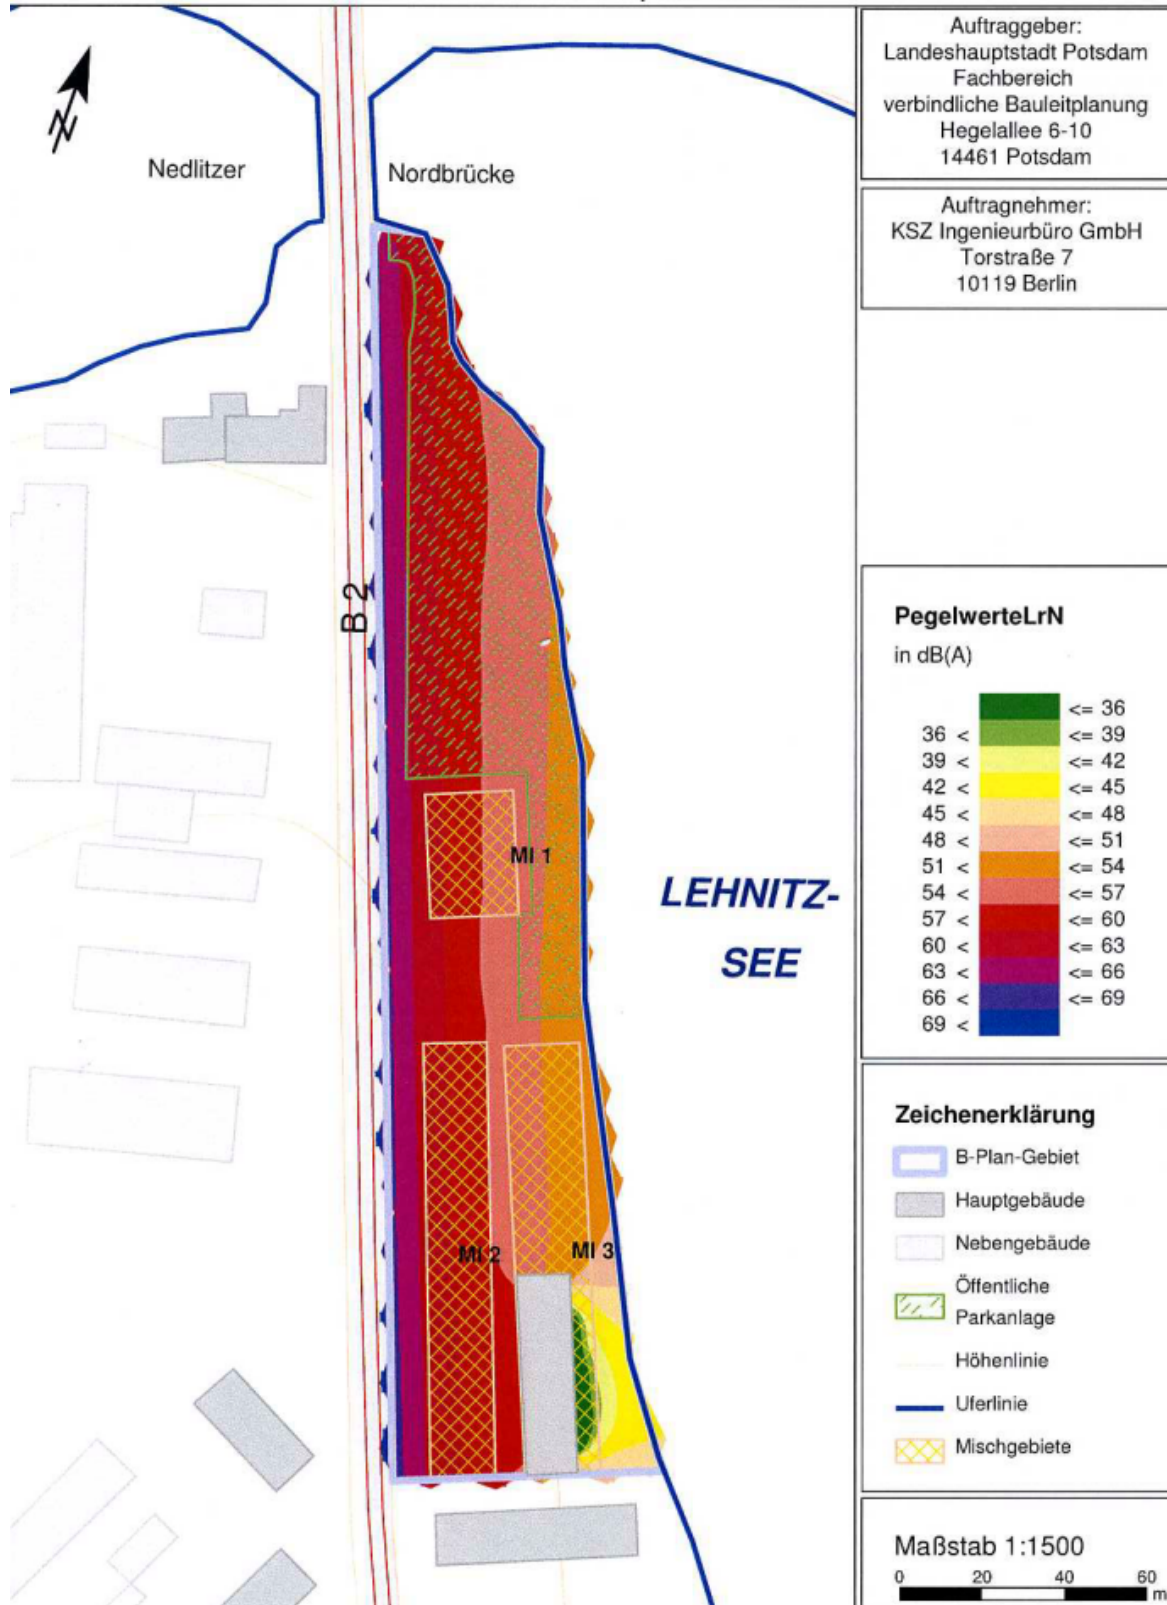 Auftraggeber:
Landeshauptstadt Potsdam
Fachbereich
verbindliche Bauleitplanung
Hegelallee 6-10
14461 Potsdam
Auftragnehmer:
KSZ Ingenieurbüro GmbH
Torstraße 7
10119 Berlin
N
Nedlitzer
Nordbrücke
B 2
MI 1
LEHNITZ-
SEE
MI 2
MI 3
PegelwerteLrN
in dB(A)
<= 36
36 < <= 39
39 < <= 42
42 < <= 45
45 < <= 48
48 < <= 51
51 < <= 54
54 < <= 57
57 < <= 60
60 < <= 63
63 < <= 66
66 < <= 69
69 <
Zeichenerklärung
B-Plan-Gebiet
Hauptgebäude
Nebengebäude
Öffentliche
Parkanlage
Höhenlinie
Uferlinie
Mischgebiete
Maßstab 1:1500
0 20 40 60
m